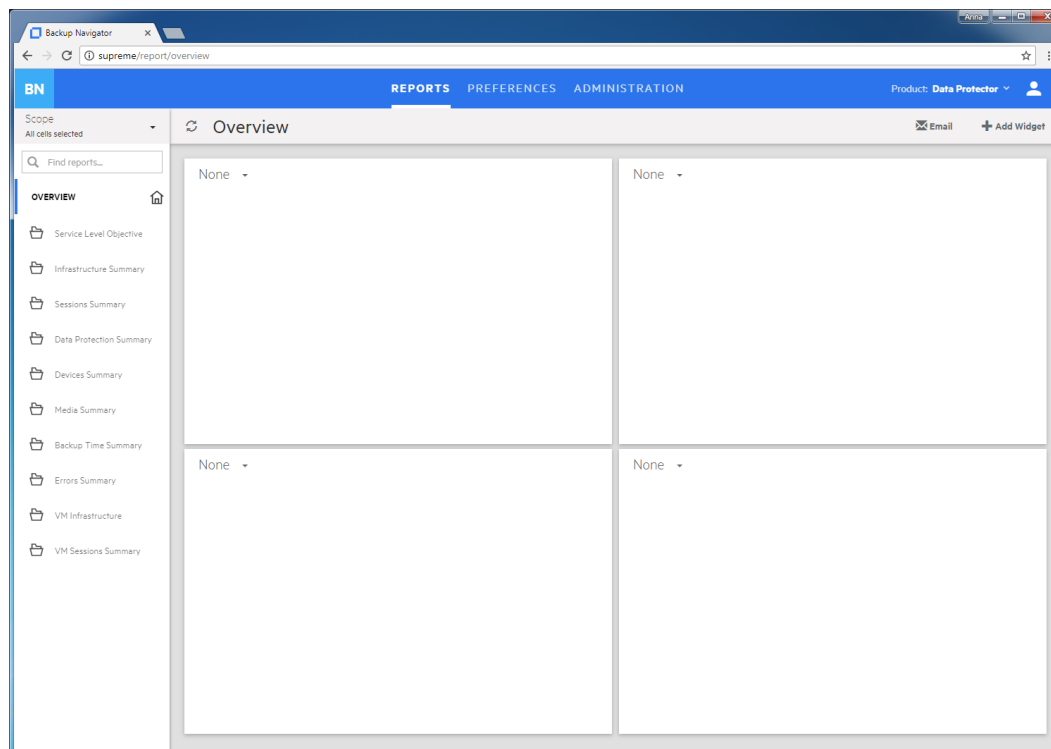 Anna
Backup Navigator
supreme/report/overview
BN
REPORTS PREFERENCES ADMINISTRATION
Product: Data Protector
Scope
All cells selected
Overview
Email
Add Widget
Find reports...
OVERVIEW
Service Level Objective
Infrastructure Summary
Sessions Summary
Data Protection Summary
Devices Summary
Media Summary
Backup Time Summary
Errors Summary
VM Infrastructure
VM Sessions Summary
None
None
None
None